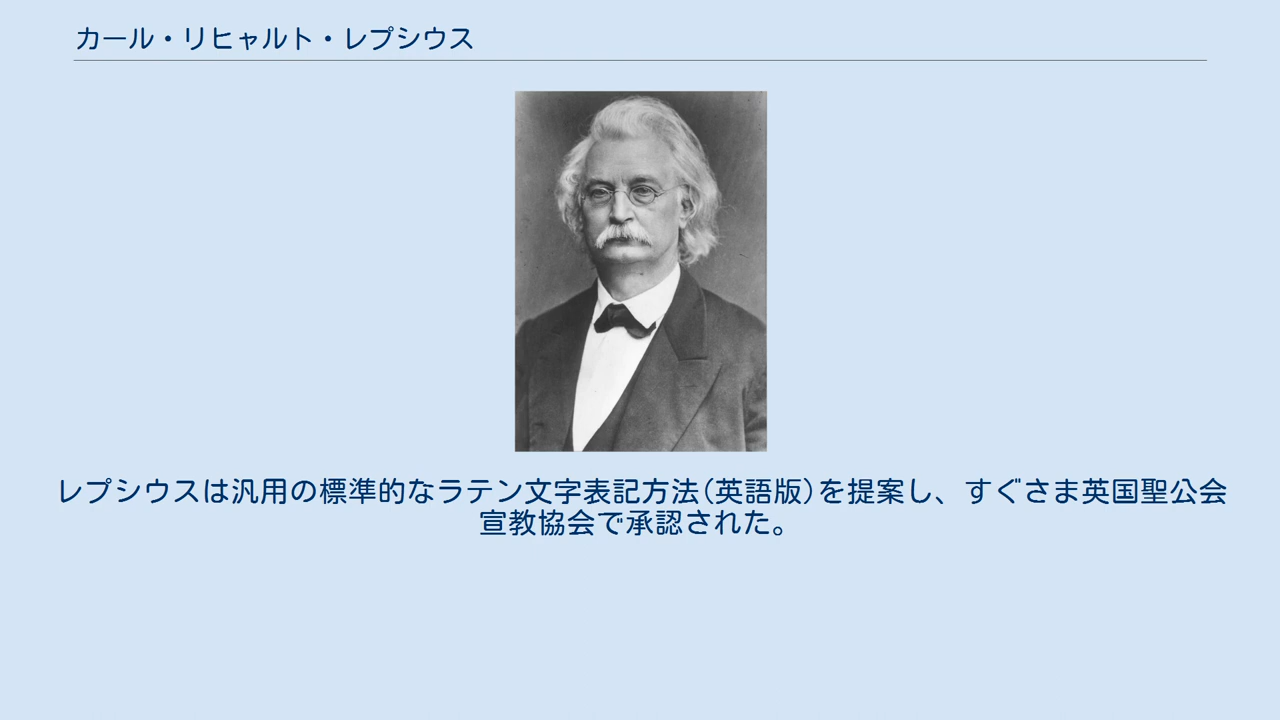 カール・リヒャルト・レプシウス
レプシウスは汎用の標準的なラテン文字表記方法(英語版)を提案し、すぐさま英国聖公会
宣教協会で承認された。